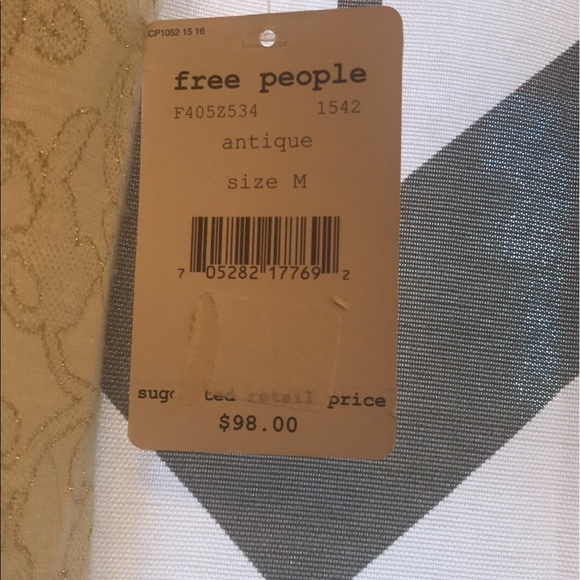 CP1052 15 16
free people
F405Z534 1542
antique
size M
7 05282 17769 2
retail price
$98.00